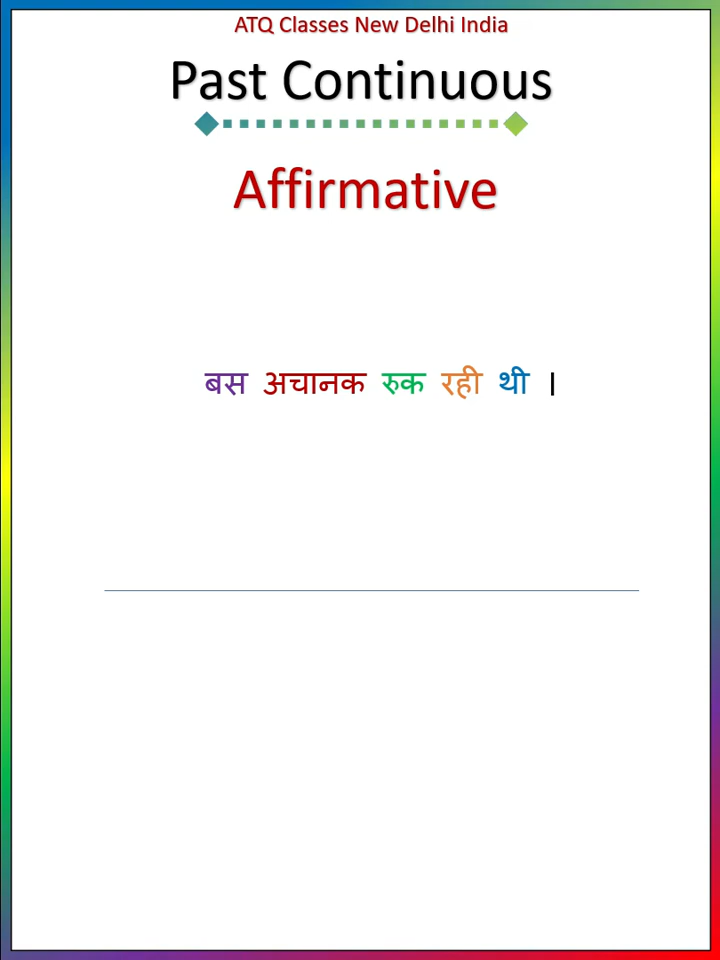 ATQ Classes New Delhi India
Past Continuous
Affirmative
बस अचानक रुक रही थी ।